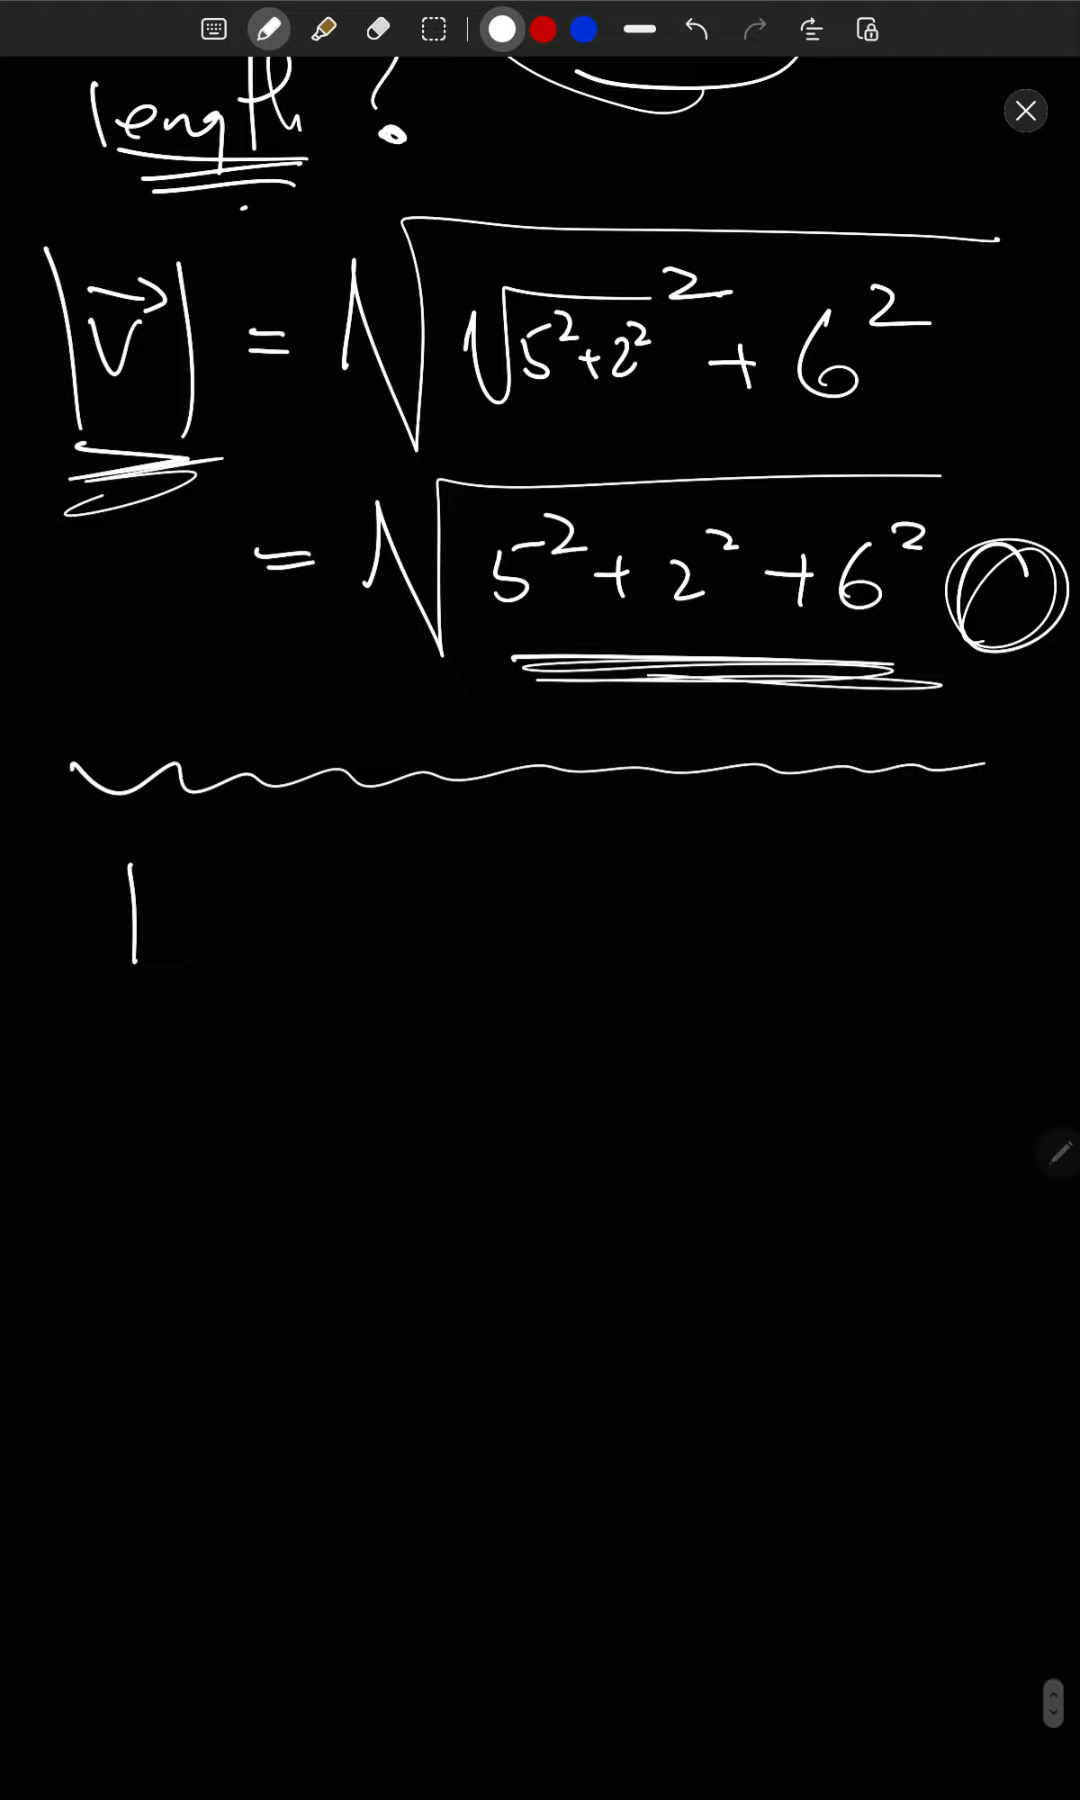 length?
|v⃗| = √(√(5²+2²)² + 6²)
= √(5² + 2² + 6²)